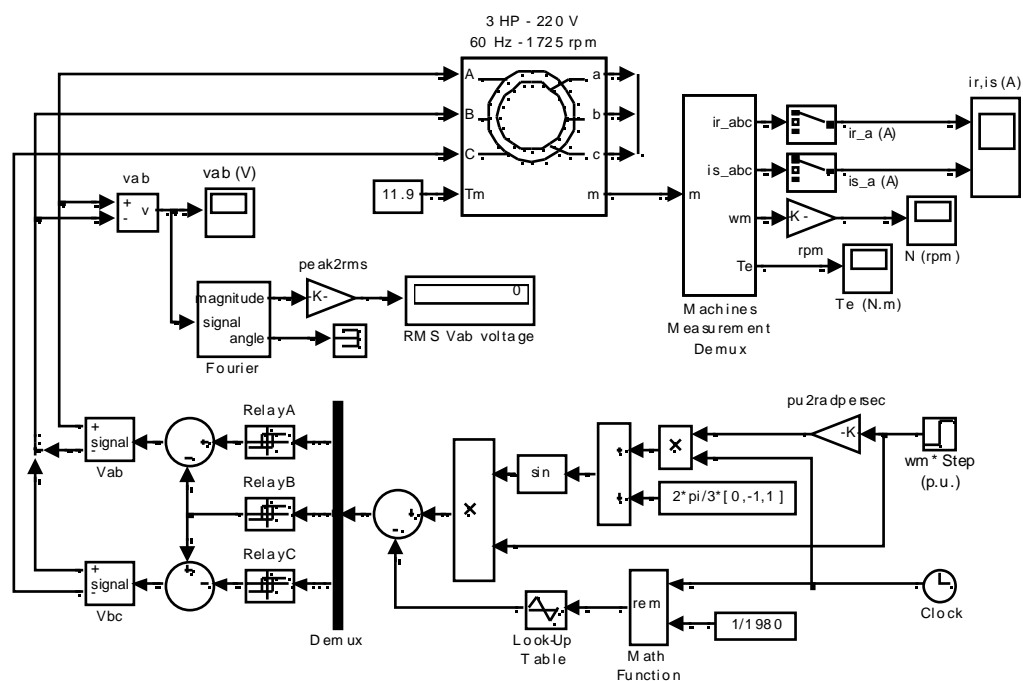 3 HP - 220 V
60 Hz - 1725 rpm
A
B
C
Tm
a
b
c
m
11.9
m
ir_abc
is_abc
wm
Te
Machines
Measurement
Demux
ir_a (A)
is_a (A)
ir,is (A)
-K-
rpm
N (rpm)
Te (N.m)
vab
+
-
v
vab (V)
magnitude
signal
angle
Fourier
peak2rms
-K-
0
RMS Vab voltage
+
signal
-
Vab
+
signal
-
Vbc
RelayA
RelayB
RelayC
Demux
sin
2*pi/3*[0,-1,1]
pu2radpersec
-K
wm* Step
(p.u.)
Clock
Look-Up
Table
rem
Math
Function
1/1980